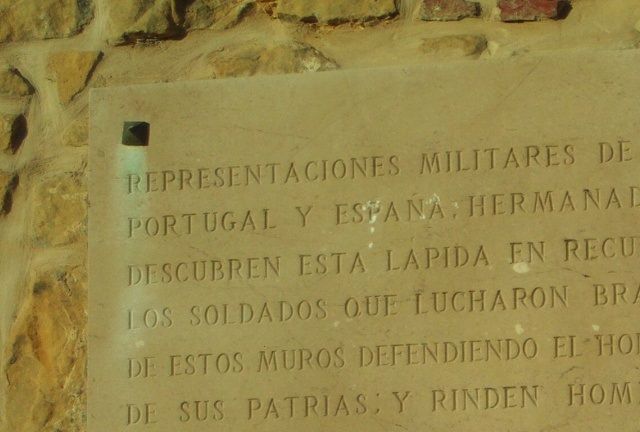 REPRESENTACIONES MILITARES DE
PORTUGAL Y ESPAÑA, HERMANAD
DESCUBREN ESTA LAPIDA EN RECU
LOS SOLDADOS QUE LUCHARON BRA
DE ESTOS MUROS DEFENDIENDO EL HO
DE SUS PATRIAS; Y RINDEN HOM